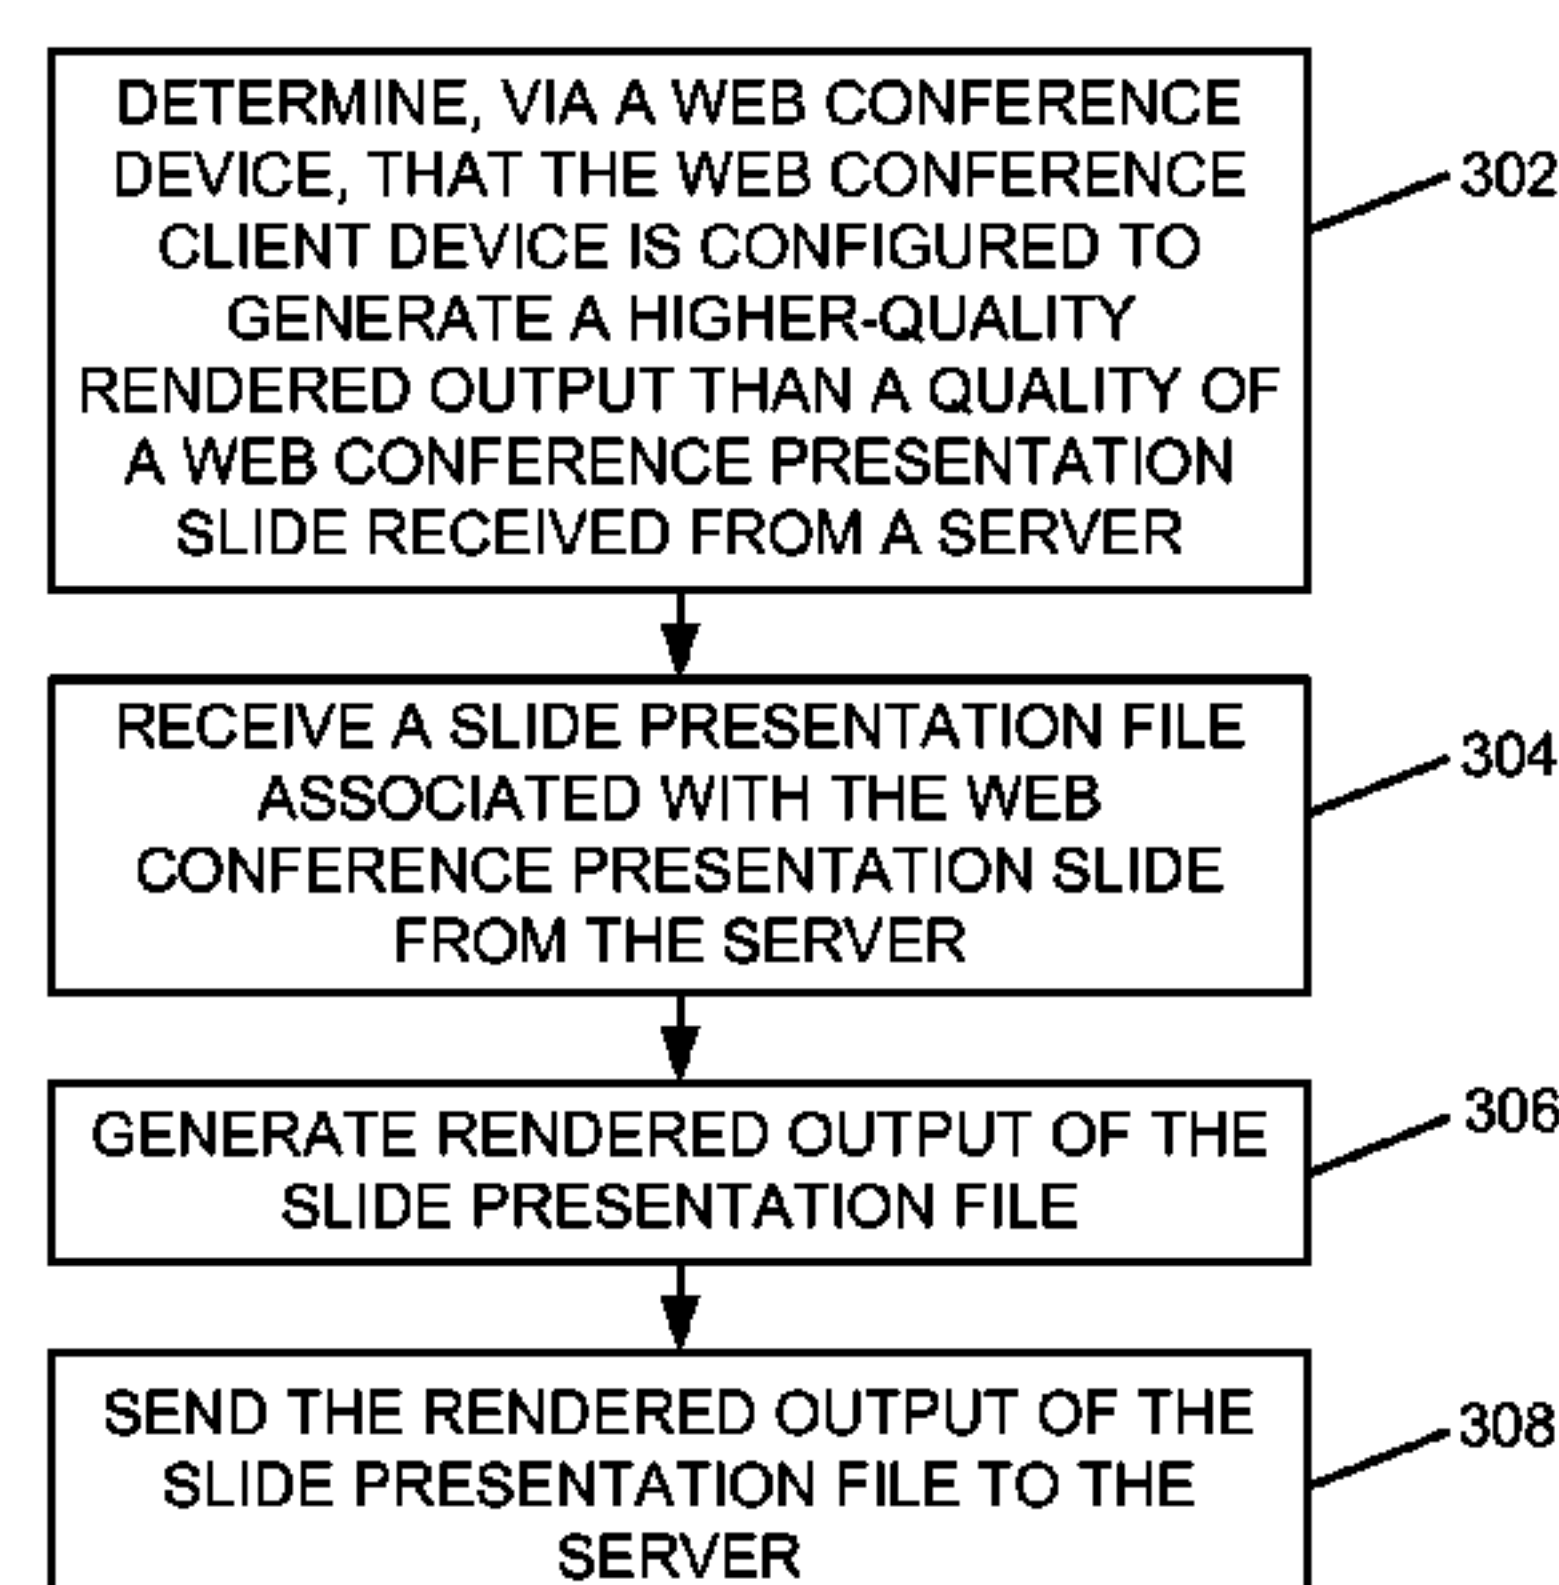 DETERMINE, VIA A WEB CONFERENCE
DEVICE, THAT THE WEB CONFERENCE
CLIENT DEVICE IS CONFIGURED TO
GENERATE A HIGHER-QUALITY
RENDERED OUTPUT THAN A QUALITY OF
A WEB CONFERENCE PRESENTATION
SLIDE RECEIVED FROM A SERVER
302
RECEIVE A SLIDE PRESENTATION FILE
ASSOCIATED WITH THE WEB
CONFERENCE PRESENTATION SLIDE
FROM THE SERVER
304
GENERATE RENDERED OUTPUT OF THE
SLIDE PRESENTATION FILE
306
SEND THE RENDERED OUTPUT OF THE
SLIDE PRESENTATION FILE TO THE
SERVER
308